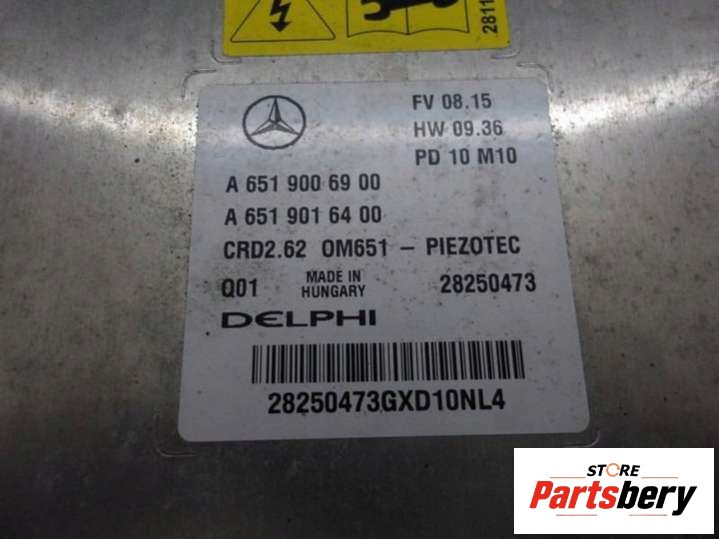 2811
FV 08.15
HW 09.36
PD 10 M10
A 651 900 69 00
A 651 901 64 00
CRD2.62 OM651 - PIEZOTEC
Q01 MADE IN HUNGARY 28250473
DELPHI
28250473GXD10NL4
STORE
Partsbery